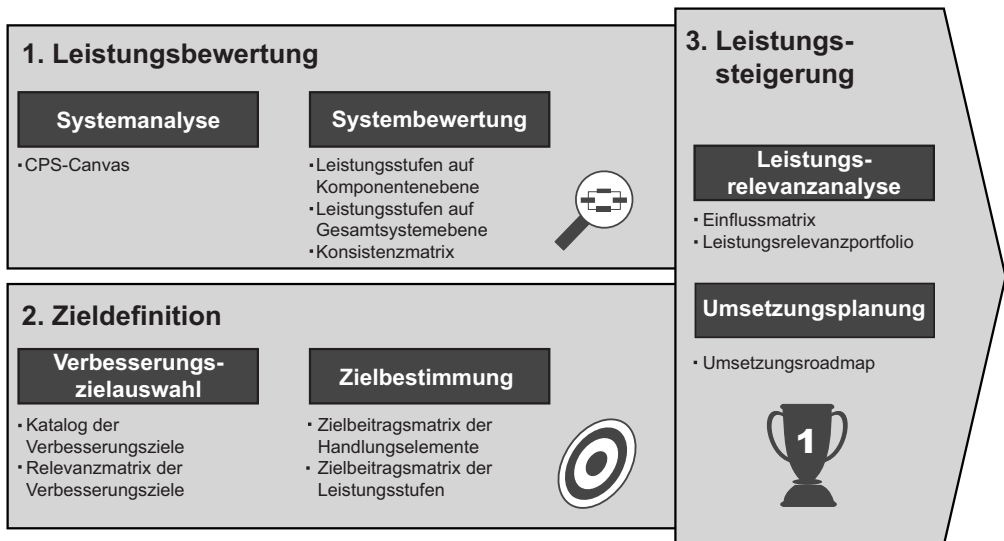 1. Leistungsbewertung
Systemanalyse
▪ CPS-Canvas
Systembewertung
▪ Leistungsstufen auf
Komponentenebene
▪ Leistungsstufen auf
Gesamtsystemebene
▪ Konsistenzmatrix
2. Zieldefinition
Verbesserungs-
zielauswahl
▪ Katalog der
Verbesserungsziele
▪ Relevanzmatrix der
Verbesserungsziele
Zielbestimmung
▪ Zielbeitragsmatrix der
Handlungselemente
▪ Zielbeitragsmatrix der
Leistungsstufen
3. Leistungs-
steigerung
Leistungs-
relevanzanalyse
▪ Einflussmatrix
▪ Leistungsrelevanzportfolio
Umsetzungsplanung
▪ Umsetzungsroadmap
1